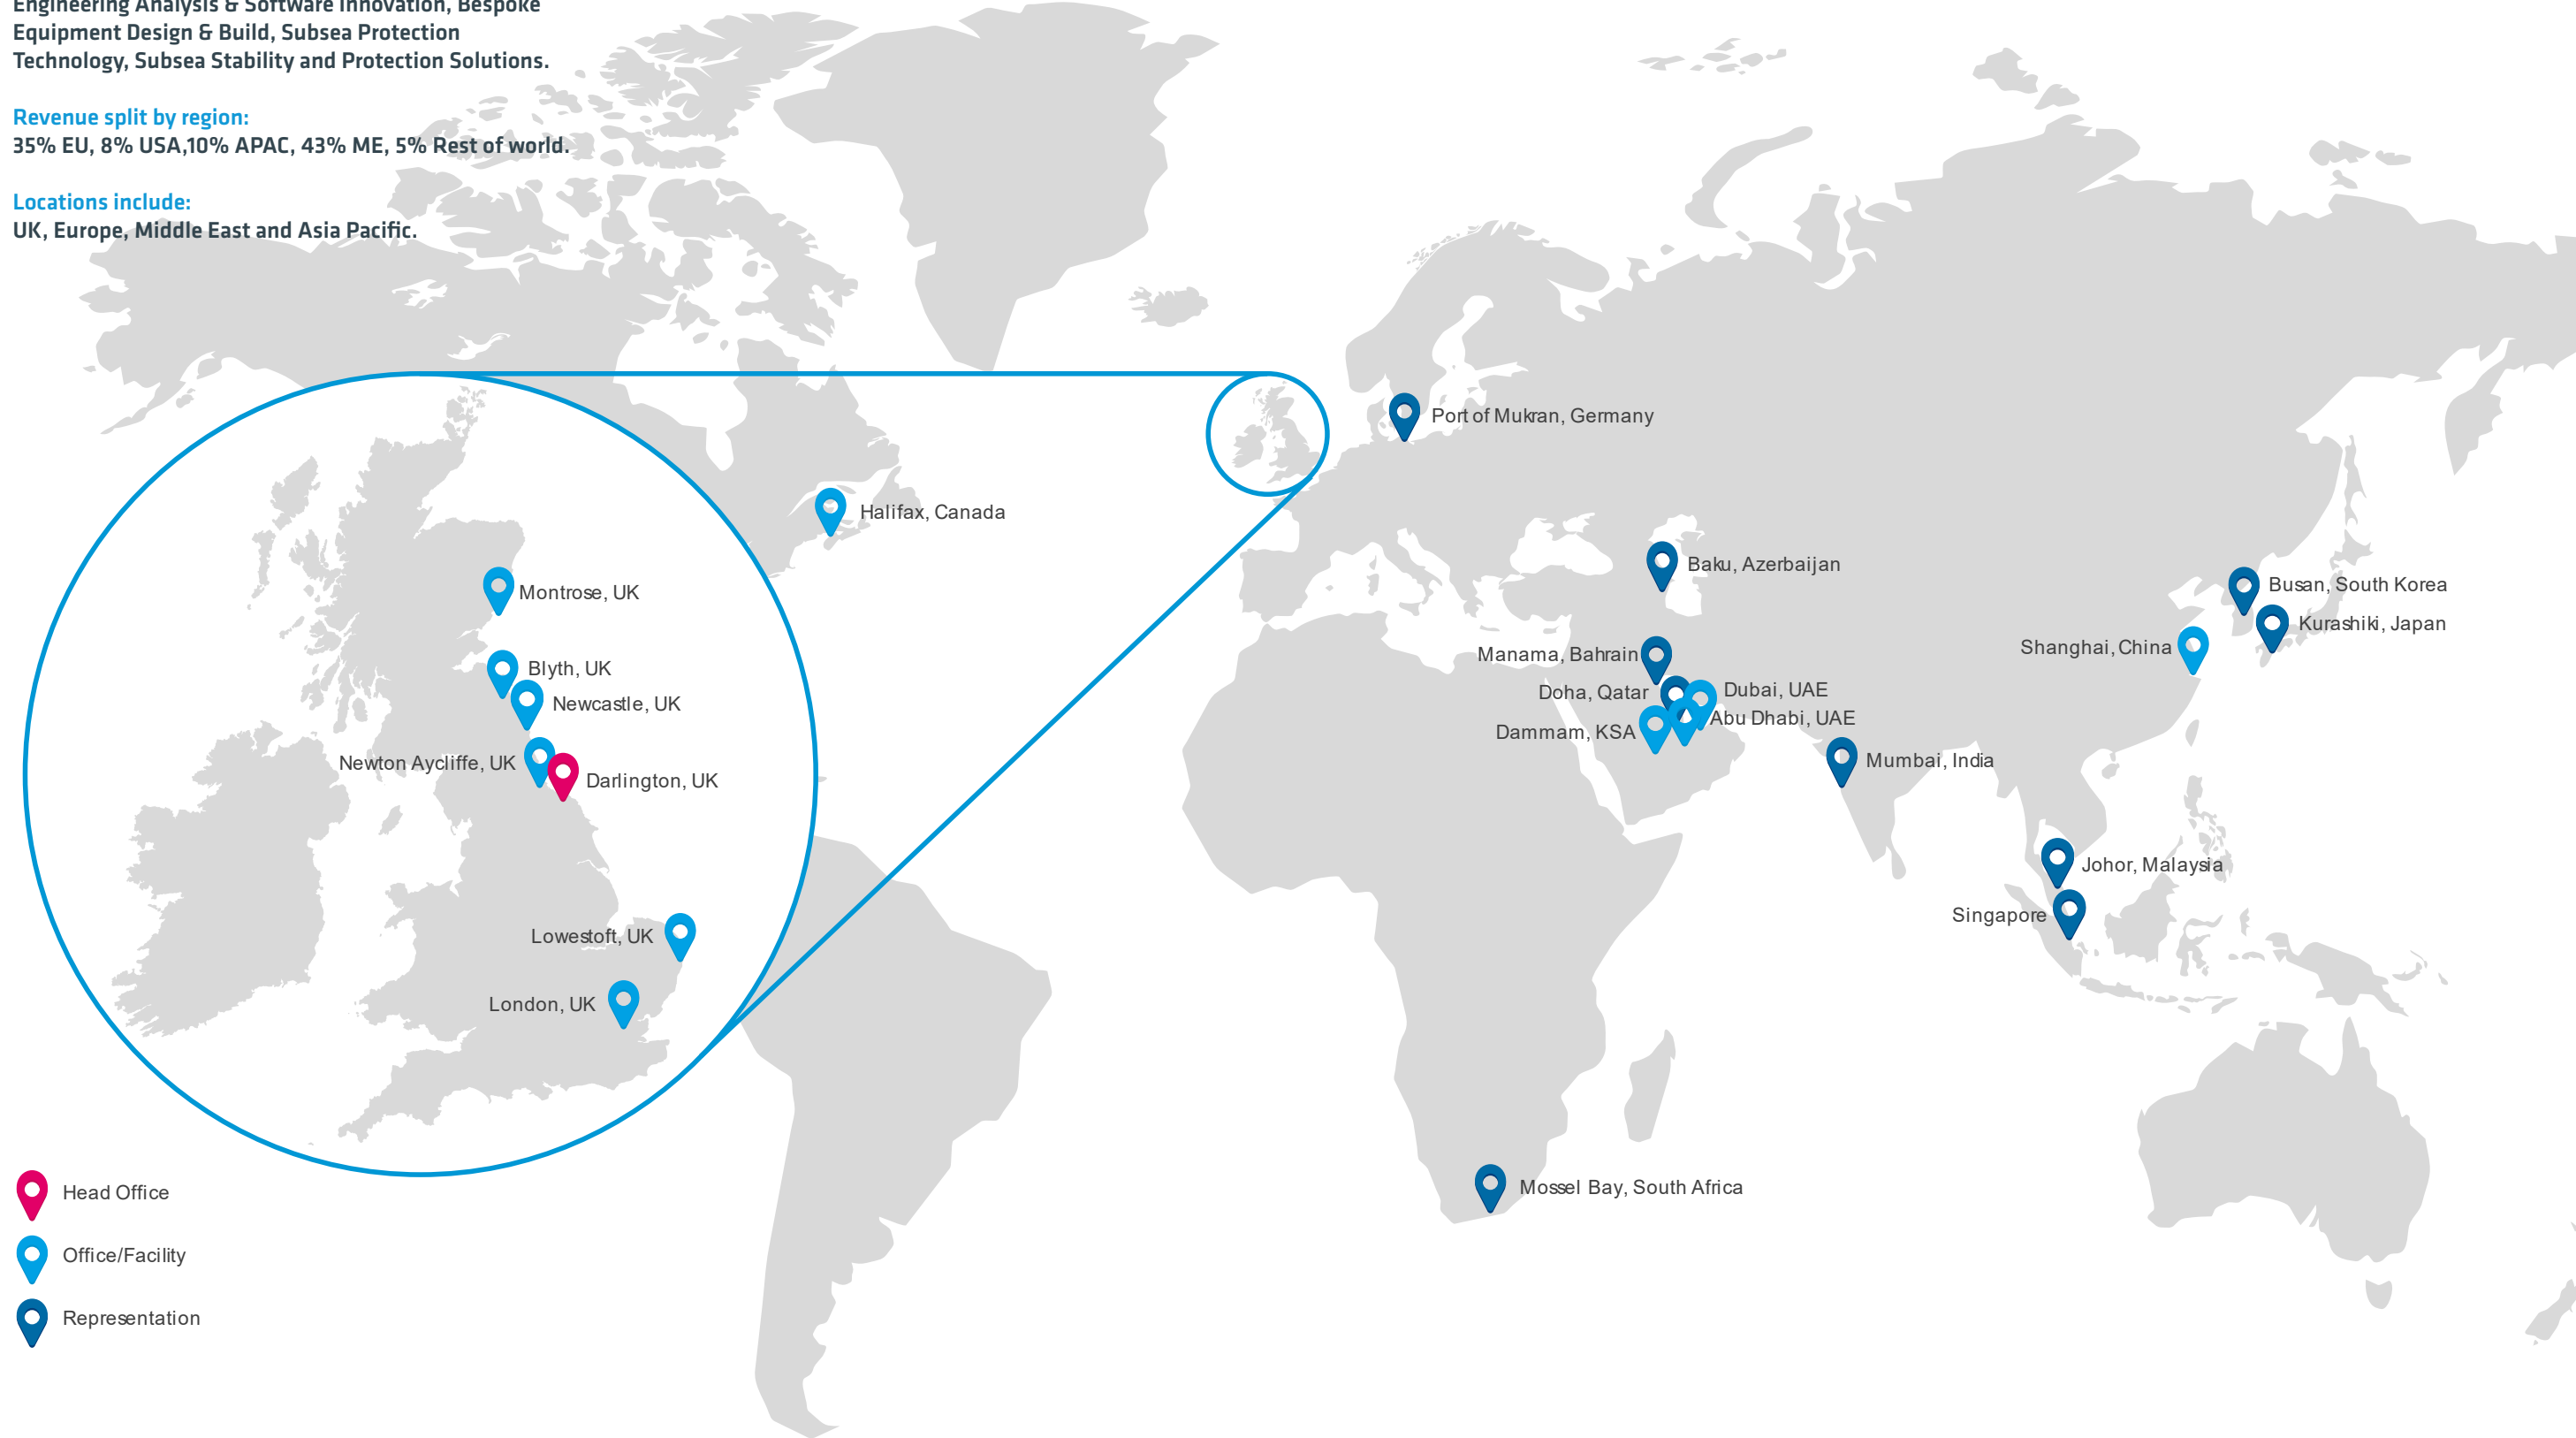 Engineering Analysis & Software Innovation, Bespoke
Equipment Design & Build, Subsea Protection
Technology, Subsea Stability and Protection Solutions.
Revenue split by region:
35% EU, 8% USA,10% APAC, 43% ME, 5% Rest of world.
Locations include:
UK, Europe, Middle East and Asia Pacific.
Port of Mukran, Germany
Halifax, Canada
Baku, Azerbaijan
Busan, South Korea
Montrose, UK
Kurashiki, Japan
Shanghai, China
Manama, Bahrain
Blyth, UK
Doha, Qatar
Dubai, UAE
Newcastle, UK
Abu Dhabi, UAE
Dammam, KSA
Mumbai, India
Newton Aycliffe, UK
Darlington, UK
Johor, Malaysia
Singapore
Lowestoft, UK
London, UK
Mossel Bay, South Africa
Head Office
Office/Facility
Representation